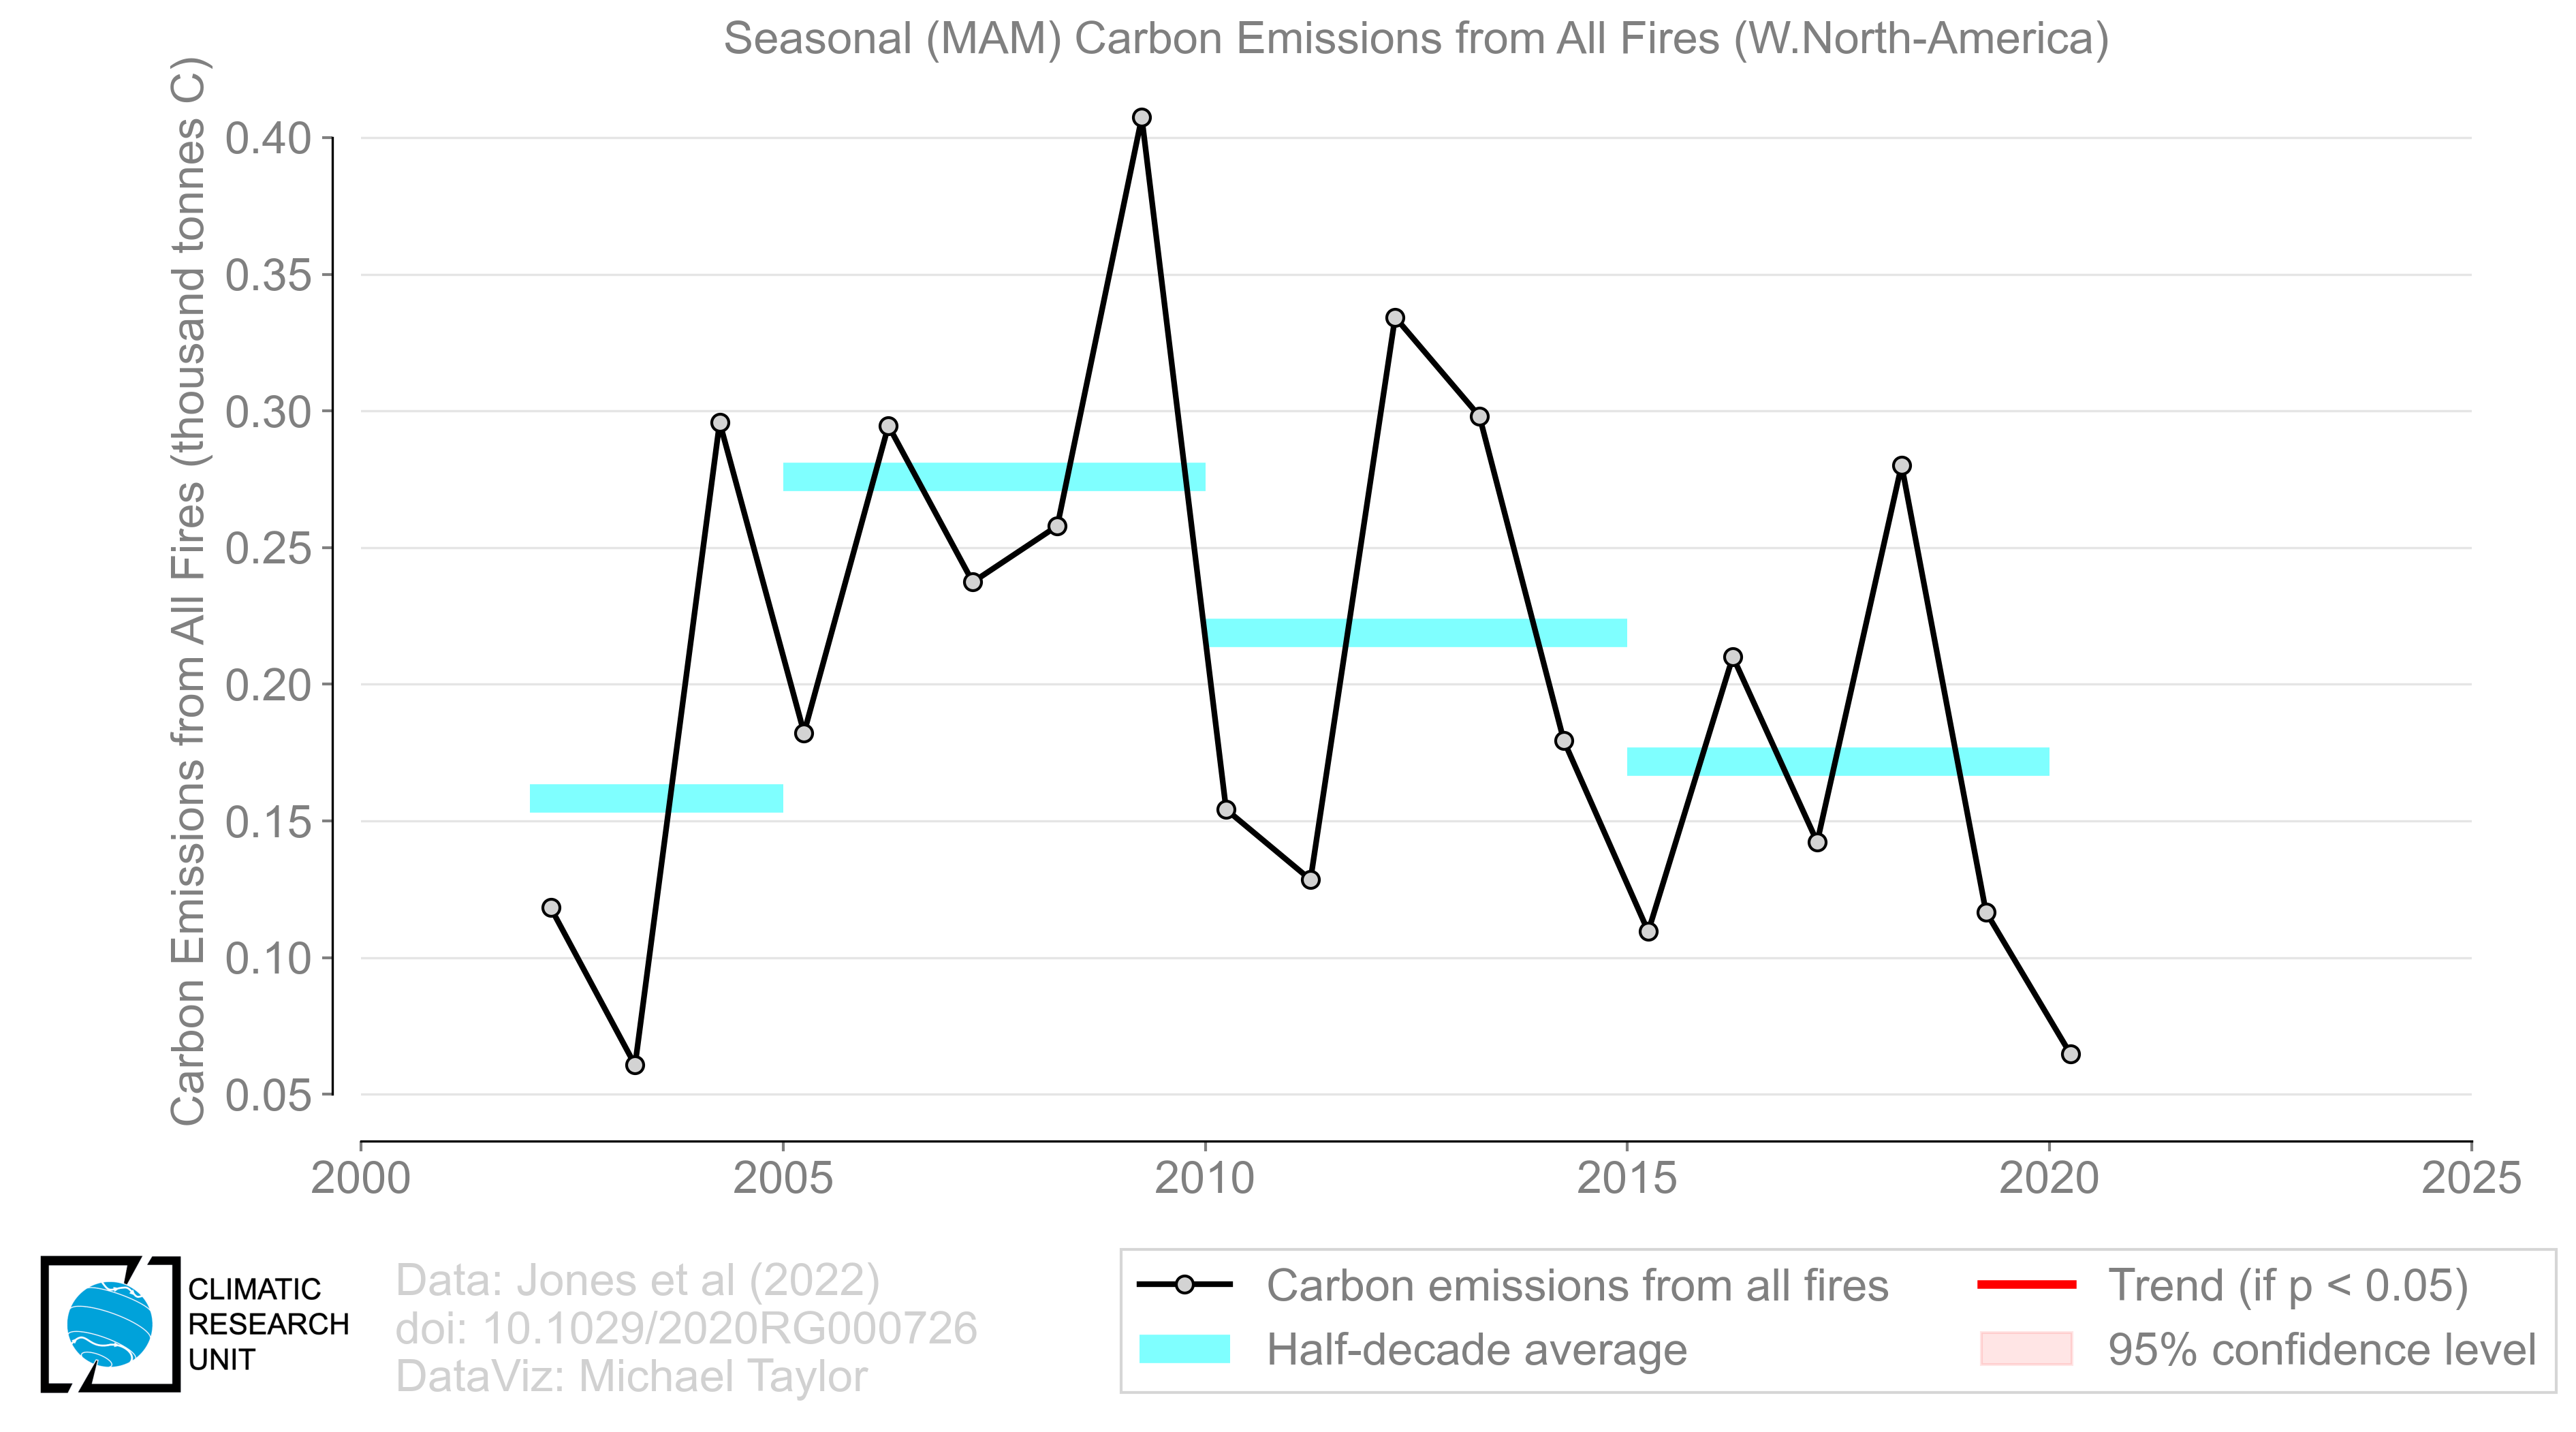 Seasonal (MAM) Carbon Emissions from All Fires (W.North-America)
Carbon Emissions from All Fires (thousand tonnes C)
0.40
0.35
0.30
0.25
0.20
0.15
0.10
0.05
2000 2005 2010 2015 2020 2025
CLIMATIC
RESEARCH
UNIT
Data: Jones et al (2022)
doi: 10.1029/2020RG000726
DataViz: Michael Taylor
Carbon emissions from all fires
Half-decade average
Trend (if p < 0.05)
95% confidence level